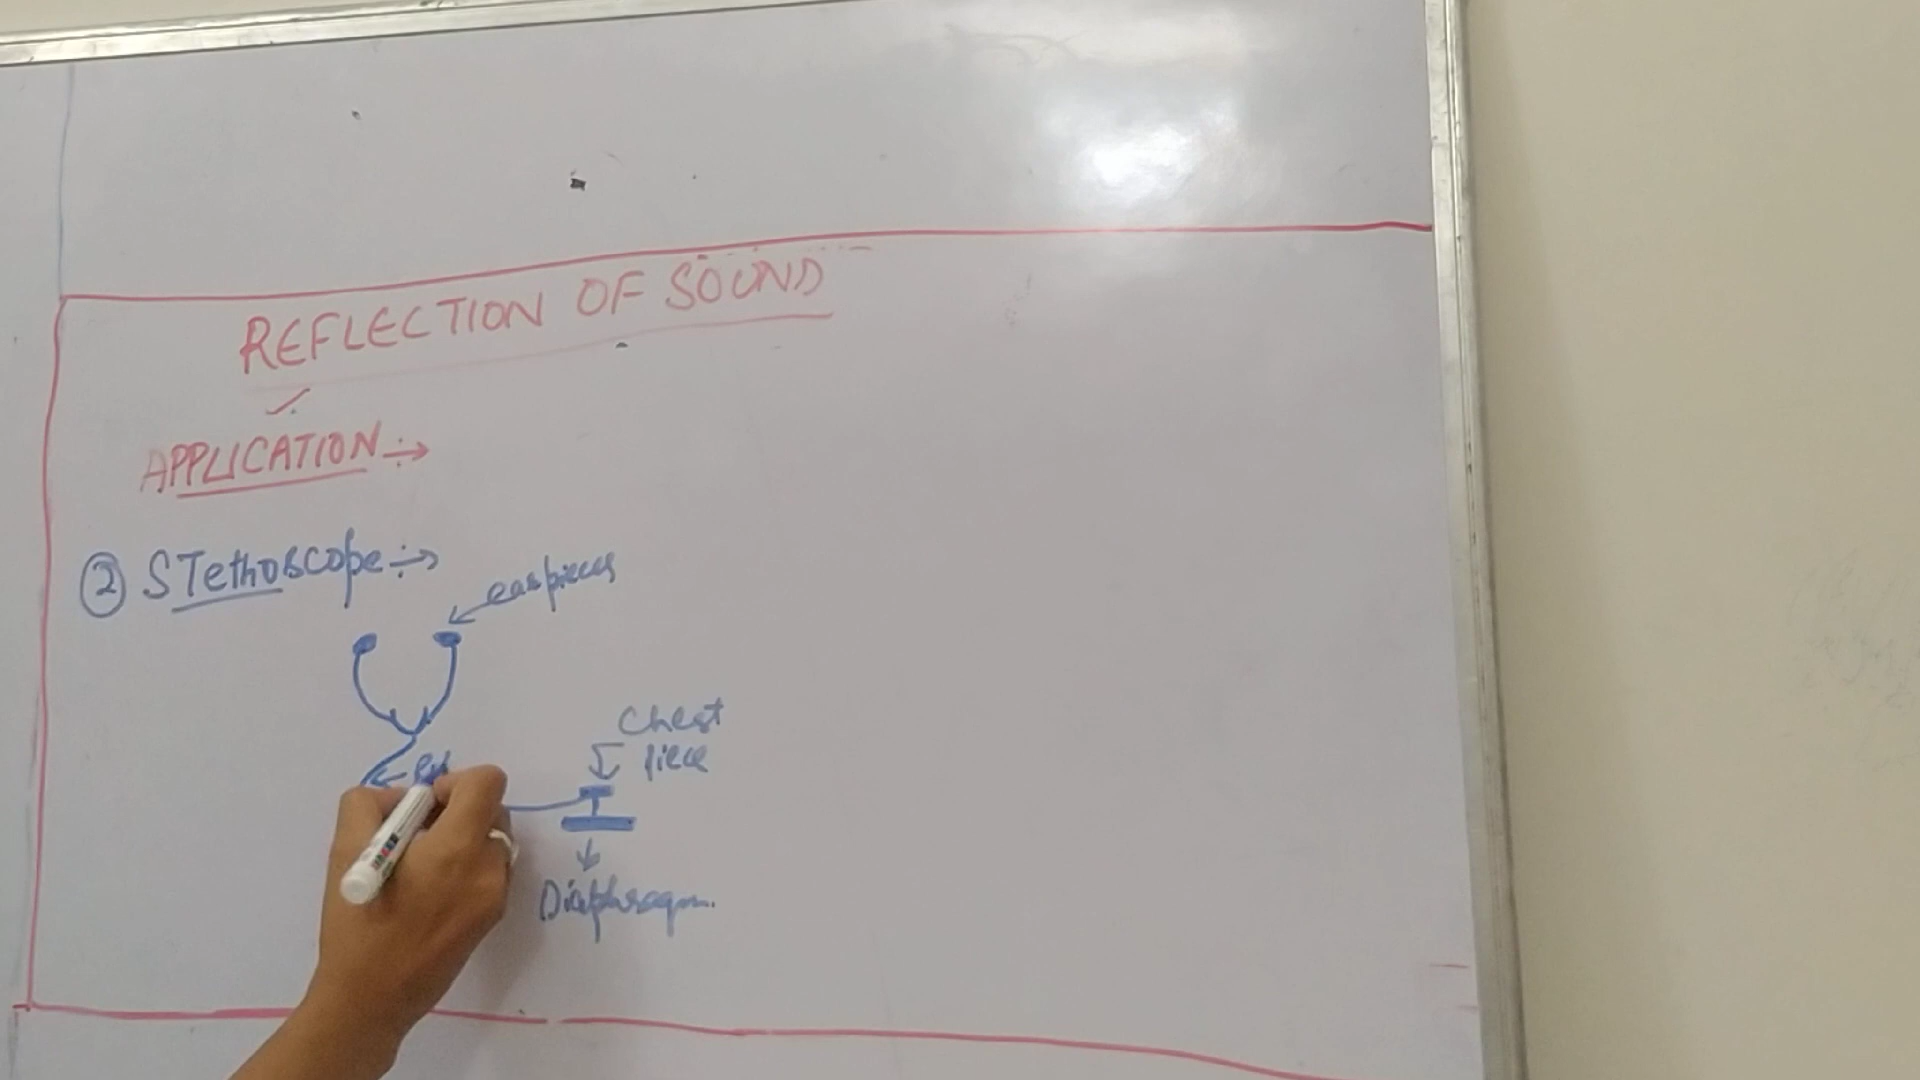 REFLECTION OF SOUND
APPLICATION ÷→
② STethoscope ÷→
earpieces
Chest
Piece
Diaphragm.